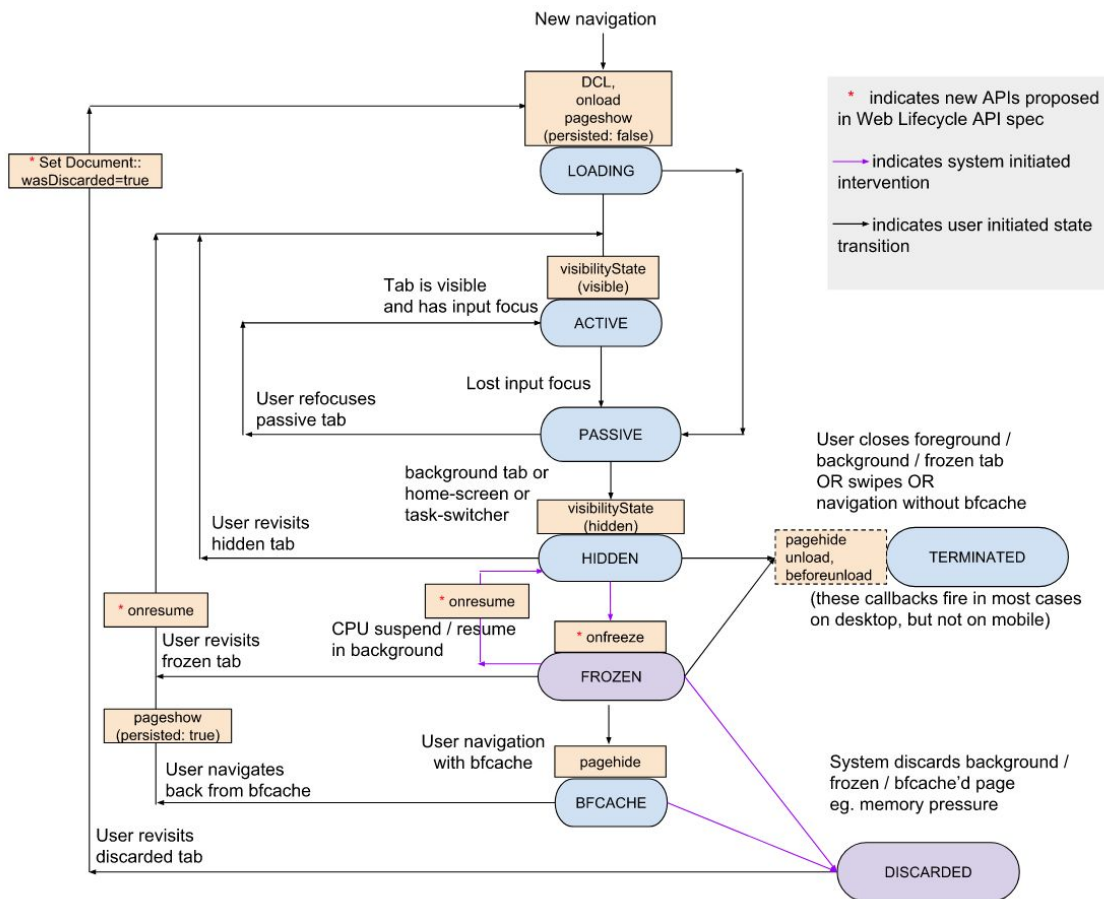 New navigation
DCL,
onload
pageshow
(persisted: false)
LOADING
* indicates new APIs proposed
in Web Lifecycle API spec
indicates system initiated
intervention
indicates user initiated state
transition
* Set Document::
wasDiscarded=true
visibilityState
(visible)
Tab is visible
and has input focus
ACTIVE
Lost input focus
User refocuses
passive tab
PASSIVE
background tab or
home-screen or
task-switcher
visibilityState
(hidden)
User revisits
hidden tab
HIDDEN
User closes foreground /
background / frozen tab
OR swipes OR
navigation without bfcache
pagehide
unload,
beforeunload
TERMINATED
(these callbacks fire in most cases
on desktop, but not on mobile)
* onresume
* onresume
CPU suspend / resume
in background
* onfreeze
User revisits
frozen tab
FROZEN
pageshow
(persisted: true)
User navigation
with bfcache
pagehide
User navigates
back from bfcache
BFCACHE
System discards background /
frozen / bfcache’d page
eg. memory pressure
User revisits
discarded tab
DISCARDED